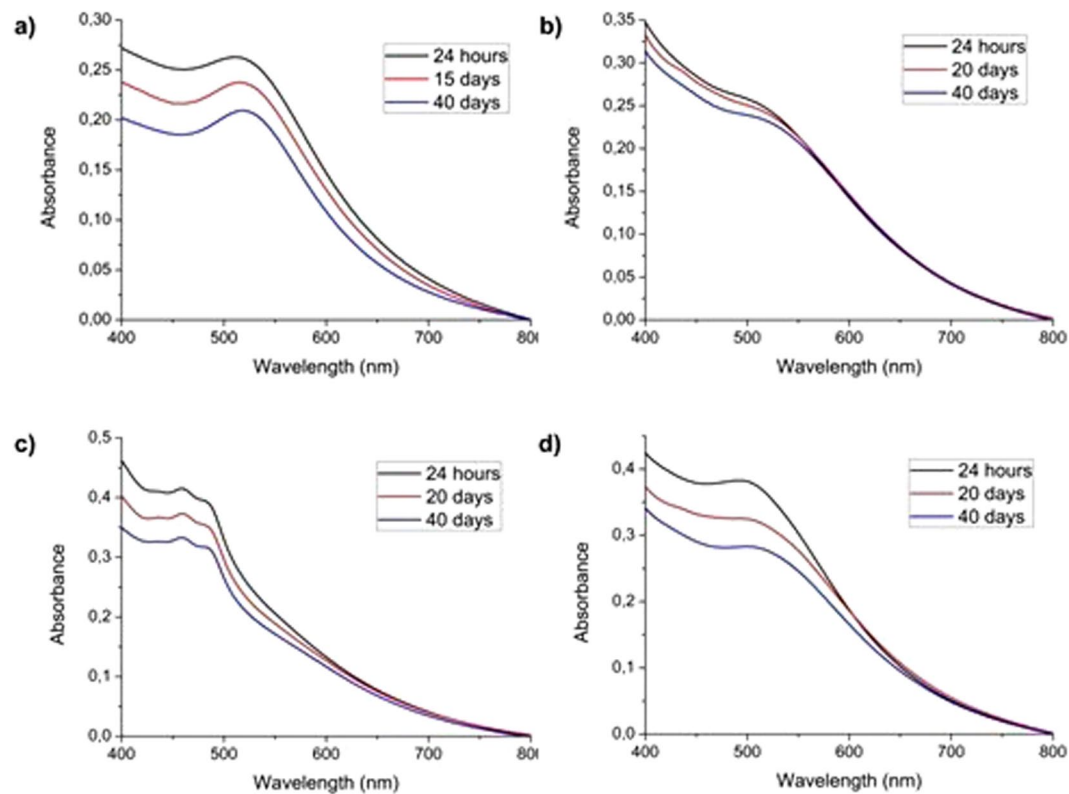 a)
0,30
0,25
0,20
0,15
0,10
0,05
0,00
Absorbance
24 hours
15 days
40 days
400 500 600 700 800
Wavelength (nm)
b)
0,35
0,30
0,25
0,20
0,15
0,10
0,05
0,00
Absorbance
24 hours
20 days
40 days
400 500 600 700 800
Wavelength (nm)
c)
0,5
0,4
0,3
0,2
0,1
0,0
Absorbance
24 hours
20 days
40 days
400 500 600 700 800
Wavelength (nm)
d)
0,4
0,3
0,2
0,1
0,0
Absorbance
24 hours
20 days
40 days
400 500 600 700 800
Wavelength (nm)